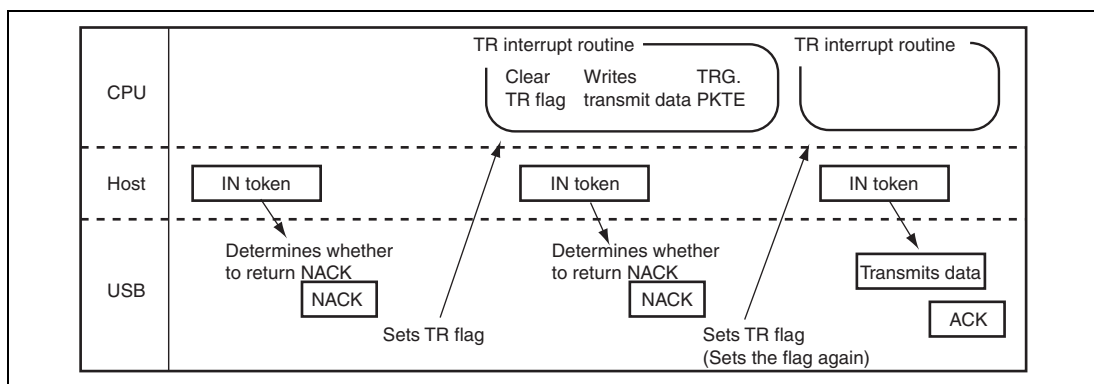 TR interrupt routine
TR interrupt routine
Clear Writes TRG.
TR flag transmit data PKTE
CPU
Host
IN token
IN token
IN token
Determines whether
to return NACK
Determines whether
to return NACK
USB
NACK
NACK
Transmits data
ACK
Sets TR flag
Sets TR flag
(Sets the flag again)